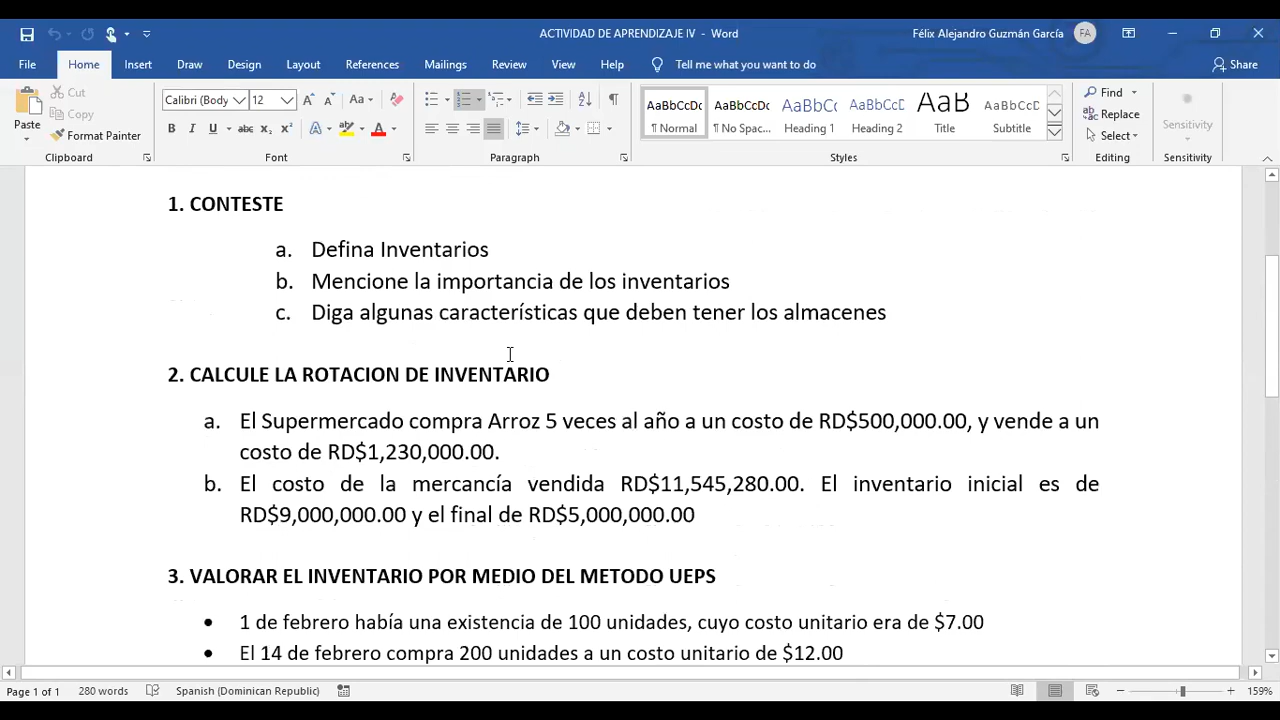 ACTIVIDAD DE APRENDIZAJE IV - Word
Félix Alejandro Guzmán García
FA
File Home Insert Draw Design Layout References Mailings Review View Help Tell me what you want to do Share
Paste
Cut
Copy
Format Painter
Clipboard
Calibri (Body 12
Font
Paragraph
AaBbCcDc AaBbCcDc AaBbCc AaBbCcD AaB AaBbCcD
¶ Normal ¶ No Spac... Heading 1 Heading 2 Title Subtitle
Styles
Find
Replace
Select
Editing
Sensitivity
Sensitivity
1. CONTESTE
a. Defina Inventarios
b. Mencione la importancia de los inventarios
c. Diga algunas características que deben tener los almacenes
2. CALCULE LA ROTACION DE INVENTARIO
a. El Supermercado compra Arroz 5 veces al año a un costo de RD$500,000.00, y vende a un
costo de RD$1,230,000.00.
b. El costo de la mercancía vendida RD$11,545,280.00. El inventario inicial es de
RD$9,000,000.00 y el final de RD$5,000,000.00
3. VALORAR EL INVENTARIO POR MEDIO DEL METODO UEPS
• 1 de febrero había una existencia de 100 unidades, cuyo costo unitario era de $7.00
• El 14 de febrero compra 200 unidades a un costo unitario de $12.00
Page 1 of 1 280 words Spanish (Dominican Republic) 159%